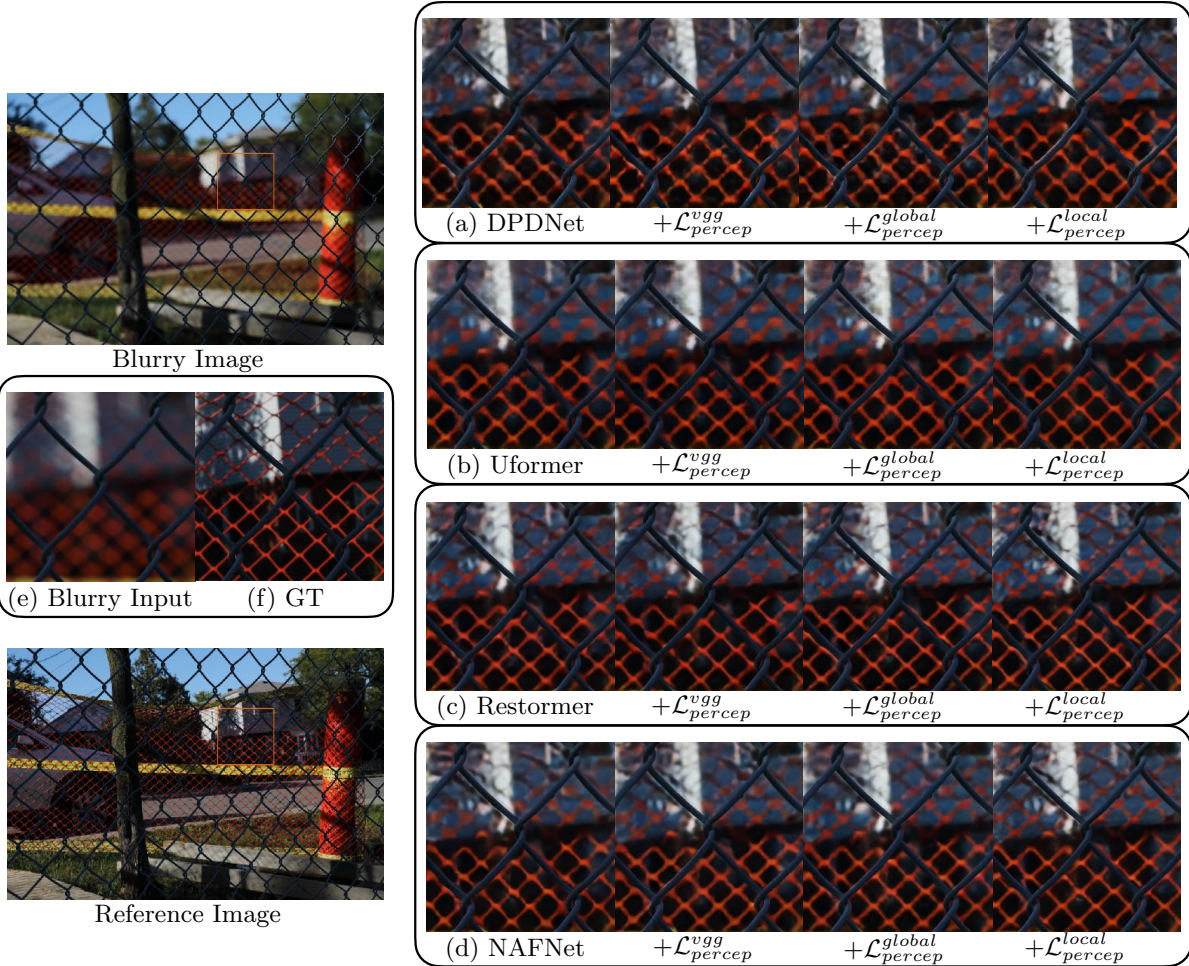 Blurry Image
(e) Blurry Input (f) GT
Reference Image
(a) DPDNet +ℒ^{vgg}_{percep} +ℒ^{global}_{percep} +ℒ^{local}_{percep}
(b) Uformer +ℒ^{vgg}_{percep} +ℒ^{global}_{percep} +ℒ^{local}_{percep}
(c) Restormer +ℒ^{vgg}_{percep} +ℒ^{global}_{percep} +ℒ^{local}_{percep}
(d) NAFNet +ℒ^{vgg}_{percep} +ℒ^{global}_{percep} +ℒ^{local}_{percep}